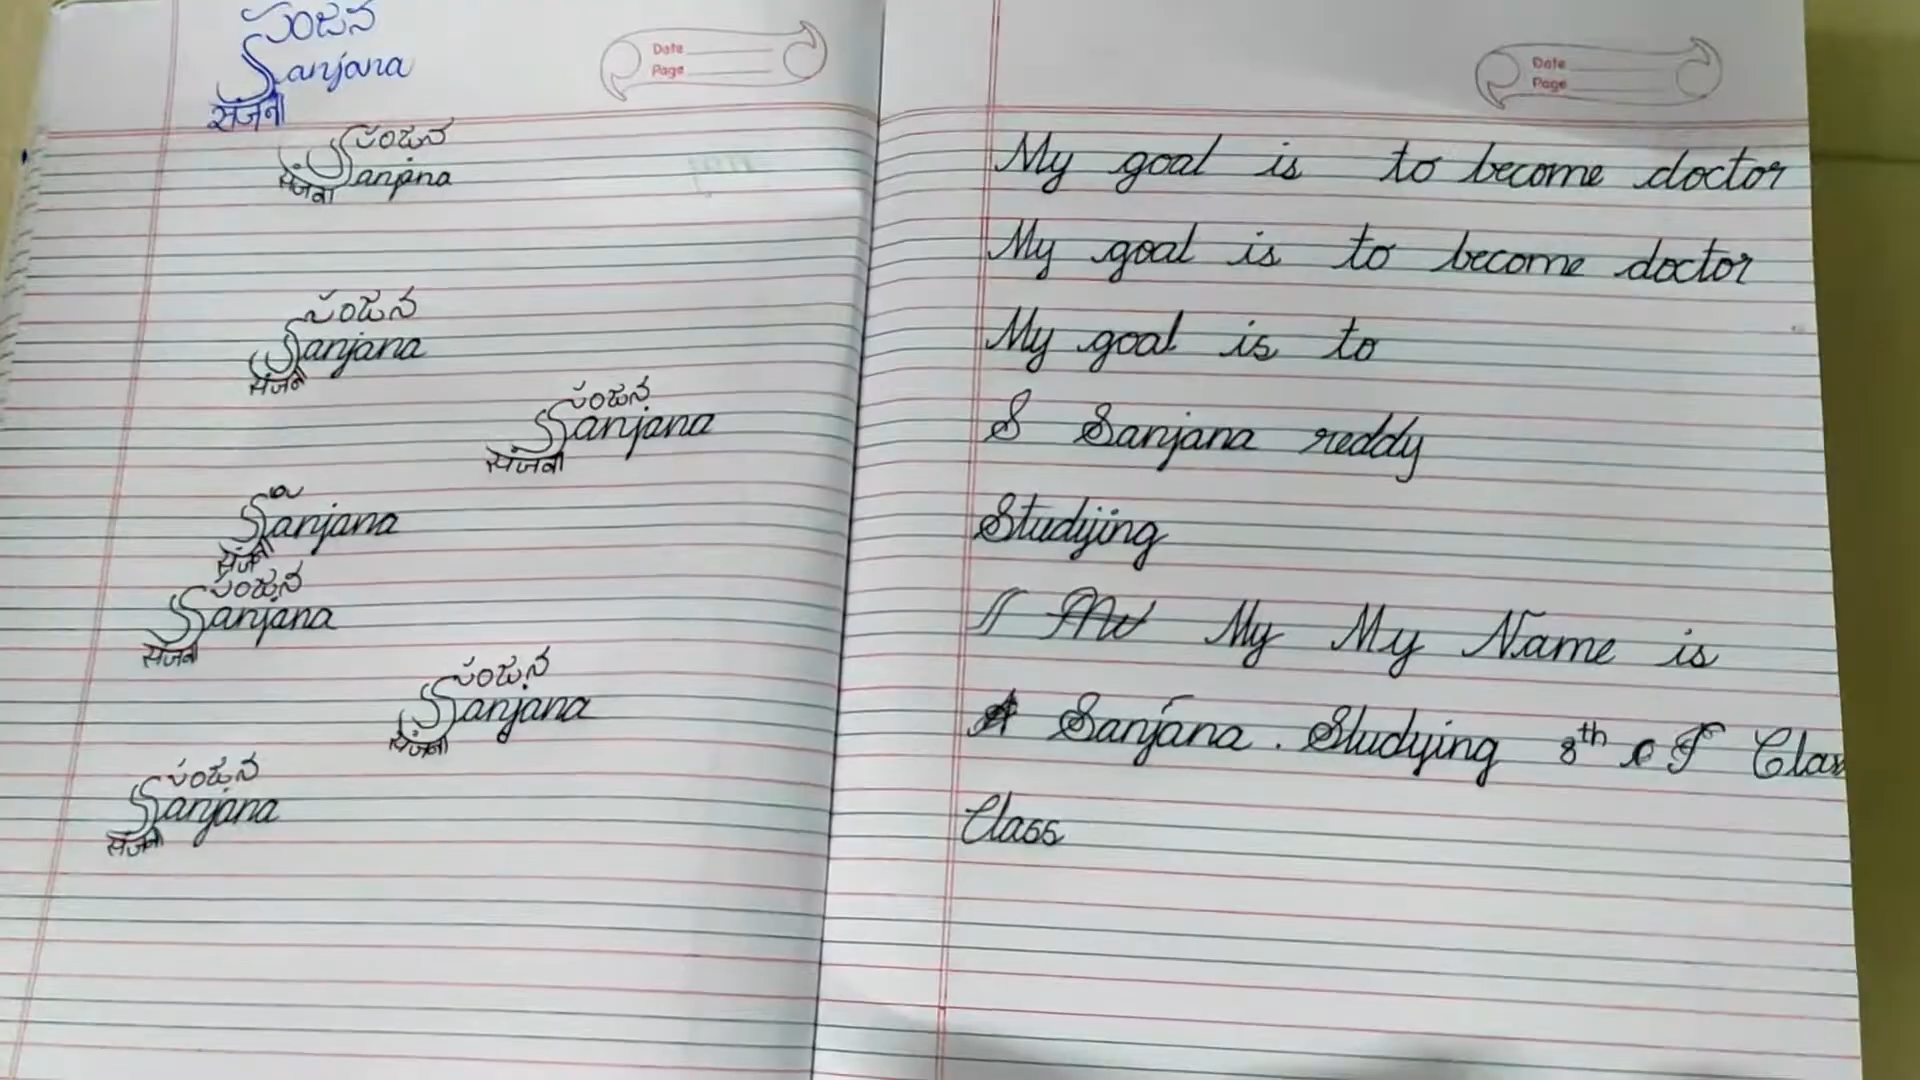 ಸಂಜನ
Sanjana
संजना
Date
Page
ಸಂಜನ
Sanjana
संजना
ಸಂಜನ
Sanjana
संजना
ಸಂಜನ
Sanjana
संजना
Sanjana
संज
ಸಂಜನ
Sanjana
संजना
ಸಂಜನ
Sanjana
संजना
ಸಂಜನ
Sanjana
संजना
Date
Page
My goal is to become doctor
My goal is to become doctor
My goal is to
S Sanjana reddy
Studying
My My Name is
Sanjana . Studying 8th Clas
Class